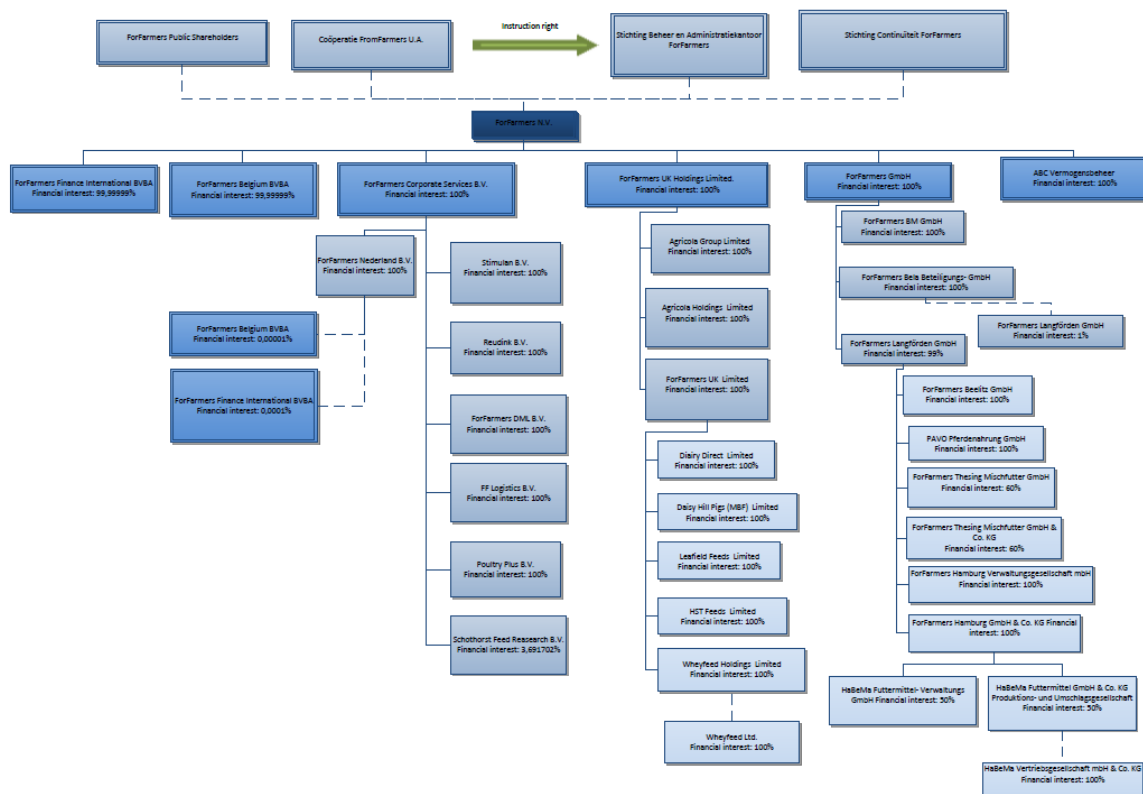 Instruction right
ForFarmers Public Shareholders
Coöperatie FromFarmers U.A.
Stichting Beheer en Administratiekantoor
ForFarmers
Stichting Continuïteit ForFarmers
ForFarmers N.V.
ForFarmers Finance International BVBA
Financial interest: 99,99999%
ForFarmers Belgium BVBA
Financial interest: 99,99999%
ForFarmers Corporate Services B.V.
Financial interest: 100%
ForFarmers UK Holdings Limited.
Financial interest: 100%
ForFarmers GmbH
Financial interest: 100%
ABC Vermogensbeheer
Financial interest: 100%
ForFarmers Nederland B.V.
Financial interest: 100%
ForFarmers Belgium BVBA
Financial interest: 0,00001%
ForFarmers Finance International BVBA
Financial interest: 0,0001%
Stimulan B.V.
Financial interest: 100%
Reudink B.V.
Financial interest: 100%
ForFarmers DML B.V.
Financial interest: 100%
FF Logistics B.V.
Financial interest: 100%
Poultry Plus B.V.
Financial interest: 100%
Schothorst Feed Reasearch B.V.
Financial interest: 3,691702%
Agricola Group Limited
Financial interest: 100%
Agricola Holdings Limited
Financial interest: 100%
ForFarmers UK Limited
Financial interest: 100%
Diairy Direct Limited
Financial interest: 100%
Daisy Hill Pigs (MBF) Limited
Financial interest: 100%
Leafield Feeds Limited
Financial interest: 100%
HST Feeds Limited
Financial interest: 100%
Wheyfeed Holdings Limited
Financial interest: 100%
Wheyfeed Ltd.
Financial interest: 100%
ForFarmers BM GmbH
Financial interest: 100%
ForFarmers Bela Beteiligungs- GmbH
Financial interest: 100%
ForFarmers Langförden GmbH
Financial interest: 1%
ForFarmers Langförden GmbH
Financial interest: 99%
ForFarmers Beelitz GmbH
Financial interest: 100%
PAVO Pferdenahrung GmbH
Financial interest: 100%
ForFarmers Thesing Mischfutter GmbH
Financial interest: 60%
ForFarmers Thesing Mischfutter GmbH &
Co. KG
Financial interest: 60%
ForFarmers Hamburg Verwaltungsgesellschaft mbH
Financial interest: 100%
ForFarmers Hamburg GmbH & Co. KG Financial
interest: 100%
HaBeMa Futtermittel- Verwaltungs
GmbH Financial interest: 50%
HaBeMa Futtermittel GmbH & Co. KG
Produktions- und Umschlagsgesellschaft
Financial interest: 50%
HaBeMa Vertriebsgesellschaft mbH & Co. KG
Financial interest: 100%